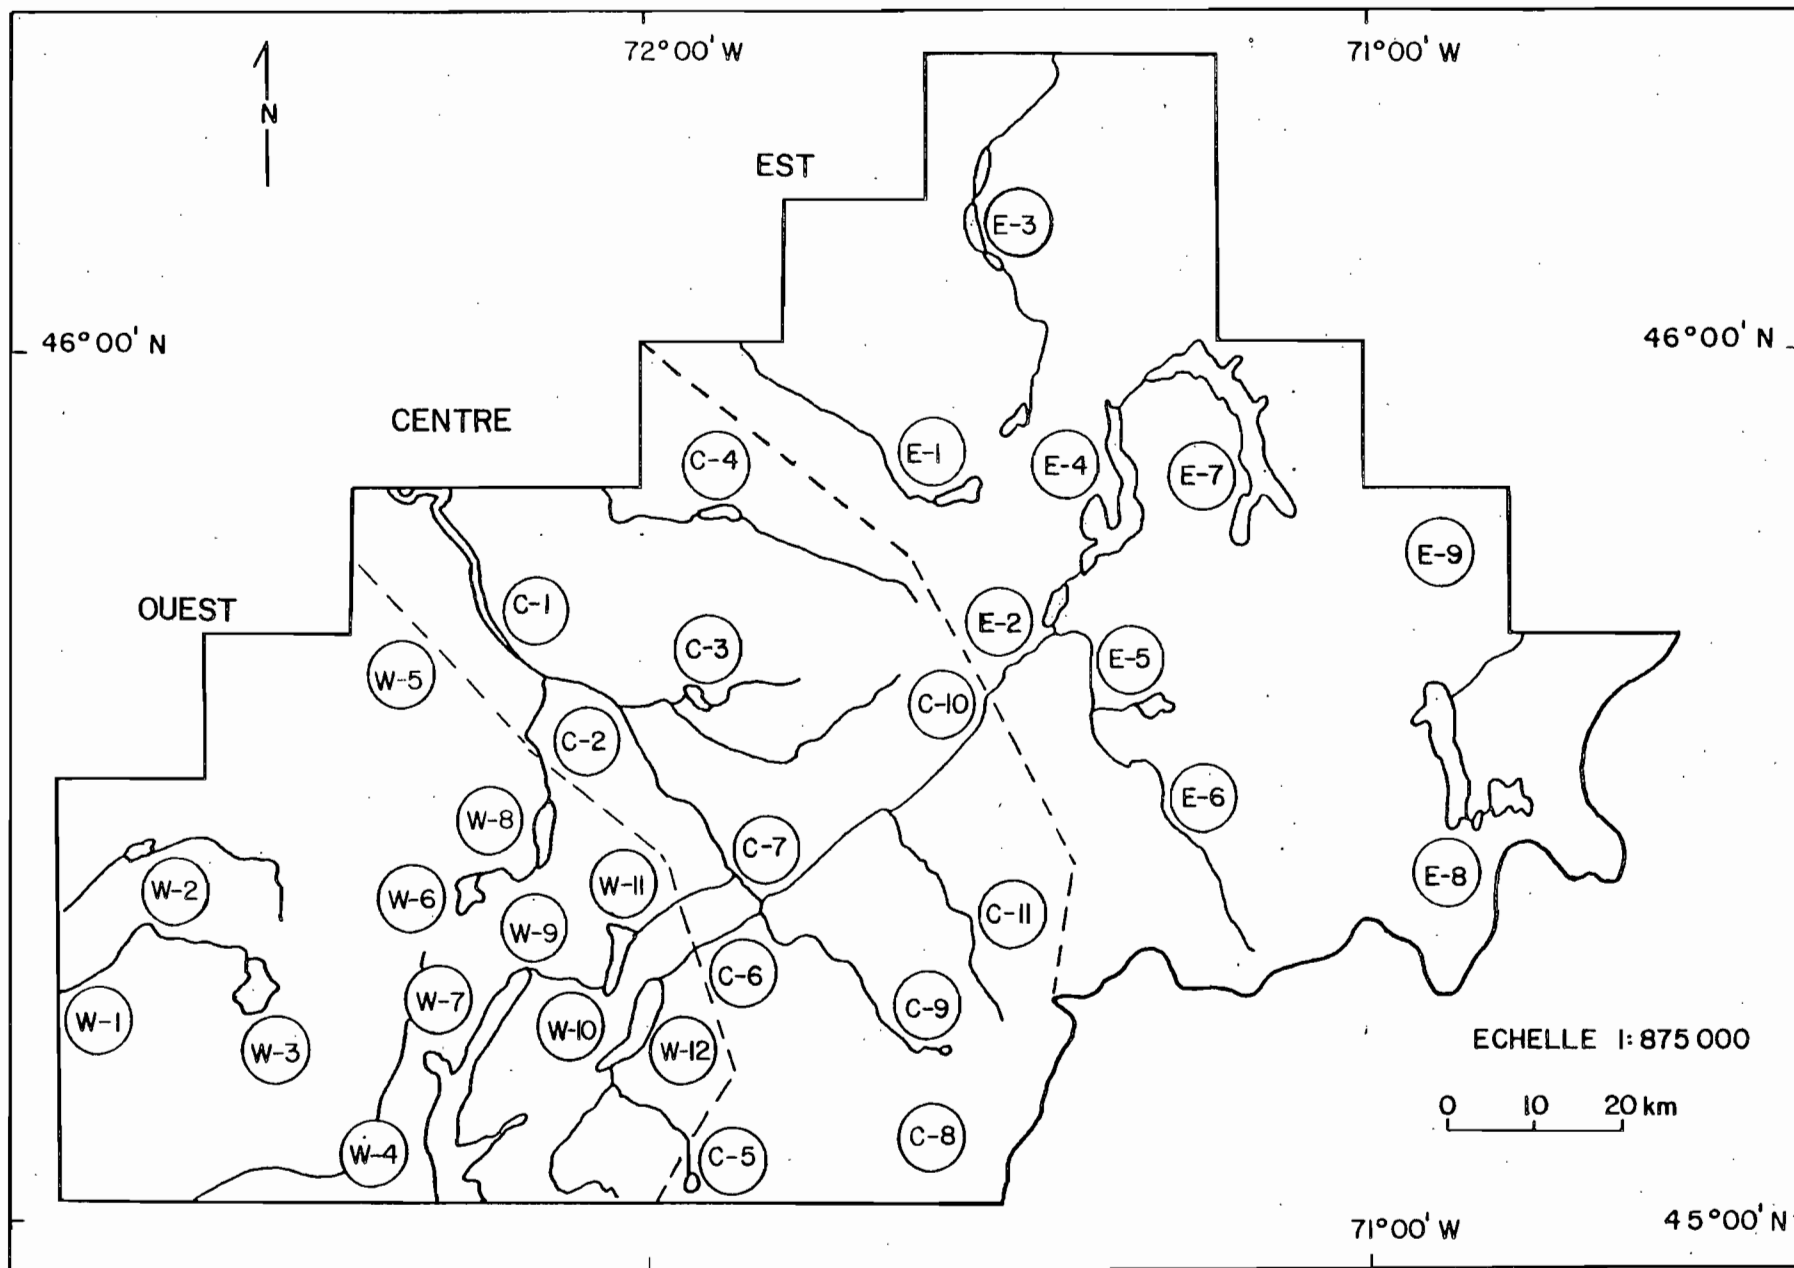 72°00' W
71°00' W
N
EST
E-3
46°00' N
46°00' N
CENTRE
C-4
E-1
E-4
E-7
E-9
OUEST
C-1
E-2
C-3
E-5
W-5
C-10
C-2
E-6
W-8
C-7
E-8
W-2
W-11
W-6
C-11
W-9
C-6
W-7
C-9
W-1
W-10
W-3
W-12
ECHELLE 1:875 000
0 10 20 km
C-8
W-4
C-5
71°00' W
45°00' N